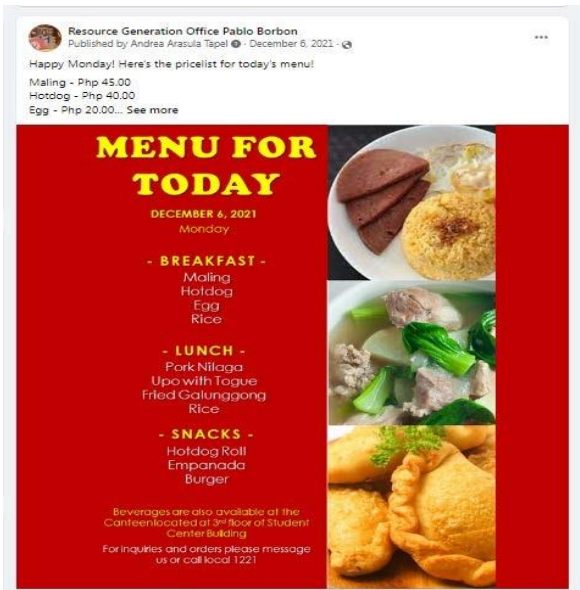 Resource Generation Office Pablo Borbon
Published by Andrea Arasula Tapel · December 6, 2021 ·
Happy Monday! Here's the pricelist for today's menu!
Maling - Php 45.00
Hotdog - Php 40.00
Egg - Php 20.00... See more
MENU FOR
TODAY
DECEMBER 6, 2021
Monday
- BREAKFAST -
Maling
Hotdog
Egg
Rice
- LUNCH -
Pork Nilaga
Upo with Togue
Fried Galunggong
Rice
- SNACKS -
Hotdog Roll
Empanada
Burger
Beverages are also available at the
Canteenlocated at 3rd floor of Student
Center Building
For inquiries and orders please message
us or call local 1221